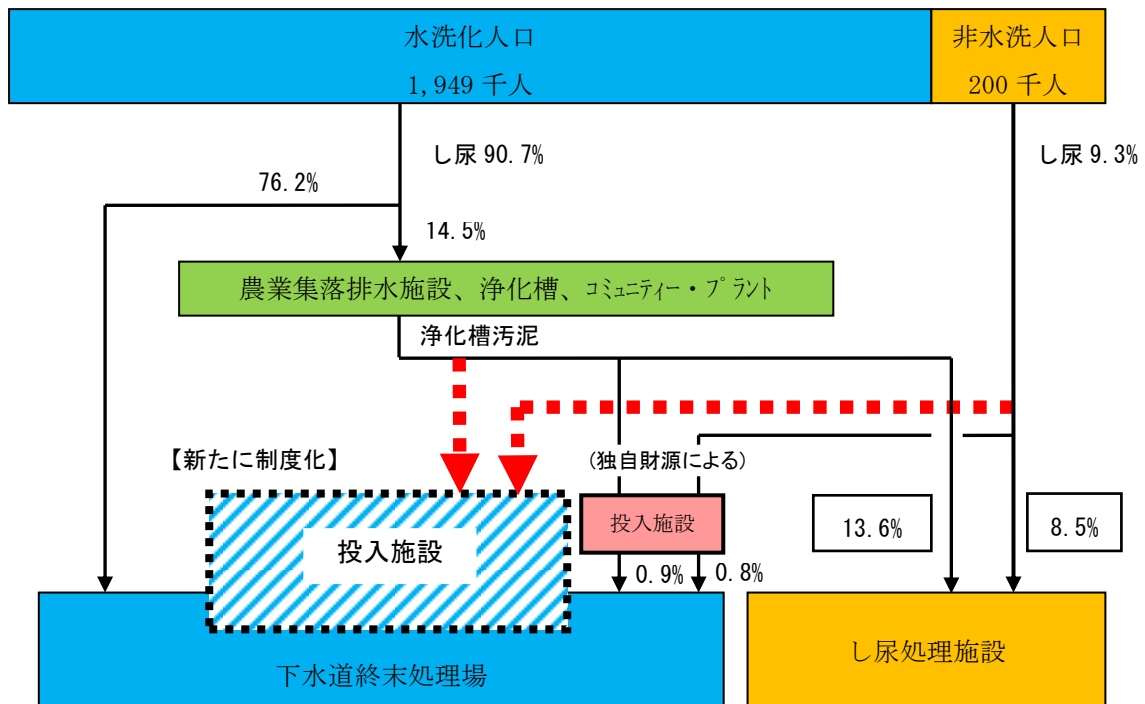 水洗化人口
1,949 千人
非水洗人口
200 千人
し尿 90.7%
し尿 9.3%
76.2%
14.5%
農業集落排水施設、浄化槽、コミュニティー・プラント
浄化槽汚泥
【新たに制度化】
(独自財源による)
投入施設
投入施設
13.6%
8.5%
0.9%
0.8%
下水道終末処理場
し尿処理施設